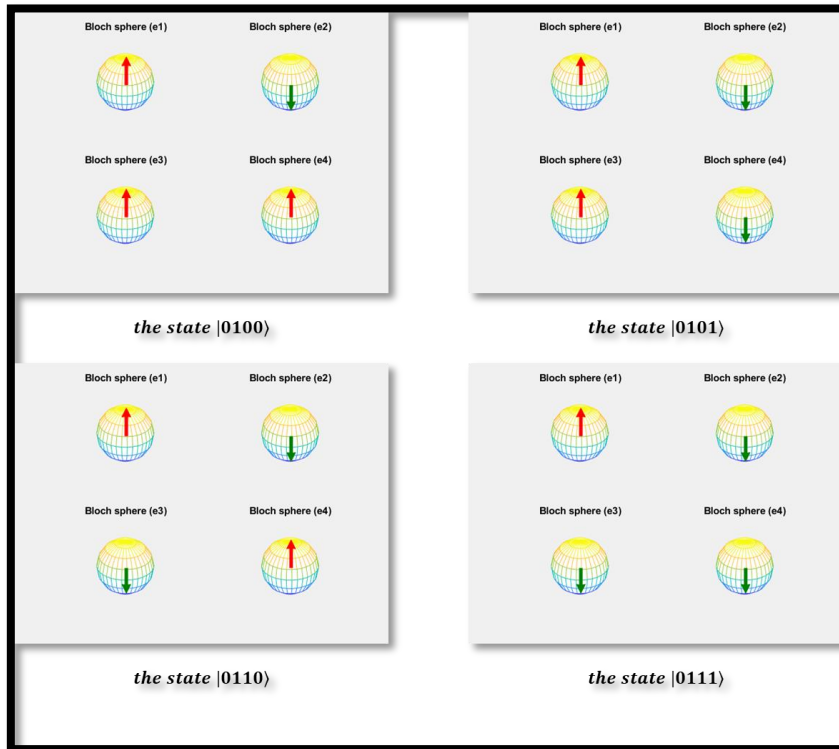 Bloch sphere (e1) Bloch sphere (e2)
Bloch sphere (e3) Bloch sphere (e4)
the state |0100⟩
Bloch sphere (e1) Bloch sphere (e2)
Bloch sphere (e3) Bloch sphere (e4)
the state |0101⟩
Bloch sphere (e1) Bloch sphere (e2)
Bloch sphere (e3) Bloch sphere (e4)
the state |0110⟩
Bloch sphere (e1) Bloch sphere (e2)
Bloch sphere (e3) Bloch sphere (e4)
the state |0111⟩